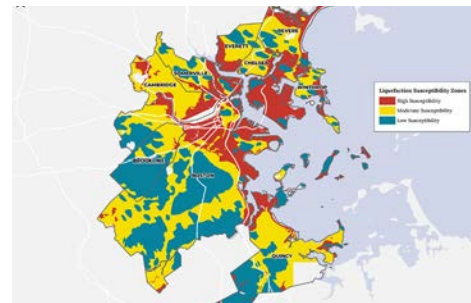 REVERE
EVERETT
CHELSEA
SOMERVILLE
CAMBRIDGE
WINTHROP
BROOKLINE
BOSTON
QUINCY
Liquefaction Susceptibility Zones
High Susceptibility
Moderate Susceptibility
Low Susceptibility